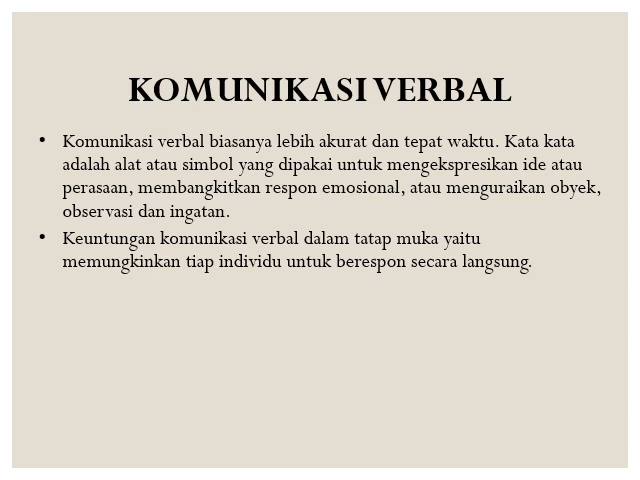 KOMUNIKASI VERBAL
• Komunikasi verbal biasanya lebih akurat dan tepat waktu. Kata kata
adalah alat atau simbol yang dipakai untuk mengekspresikan ide atau
perasaan, membangkitkan respon emosional, atau menguraikan obyek,
observasi dan ingatan.
• Keuntungan komunikasi verbal dalam tatap muka yaitu
memungkinkan tiap individu untuk berespon secara langsung.